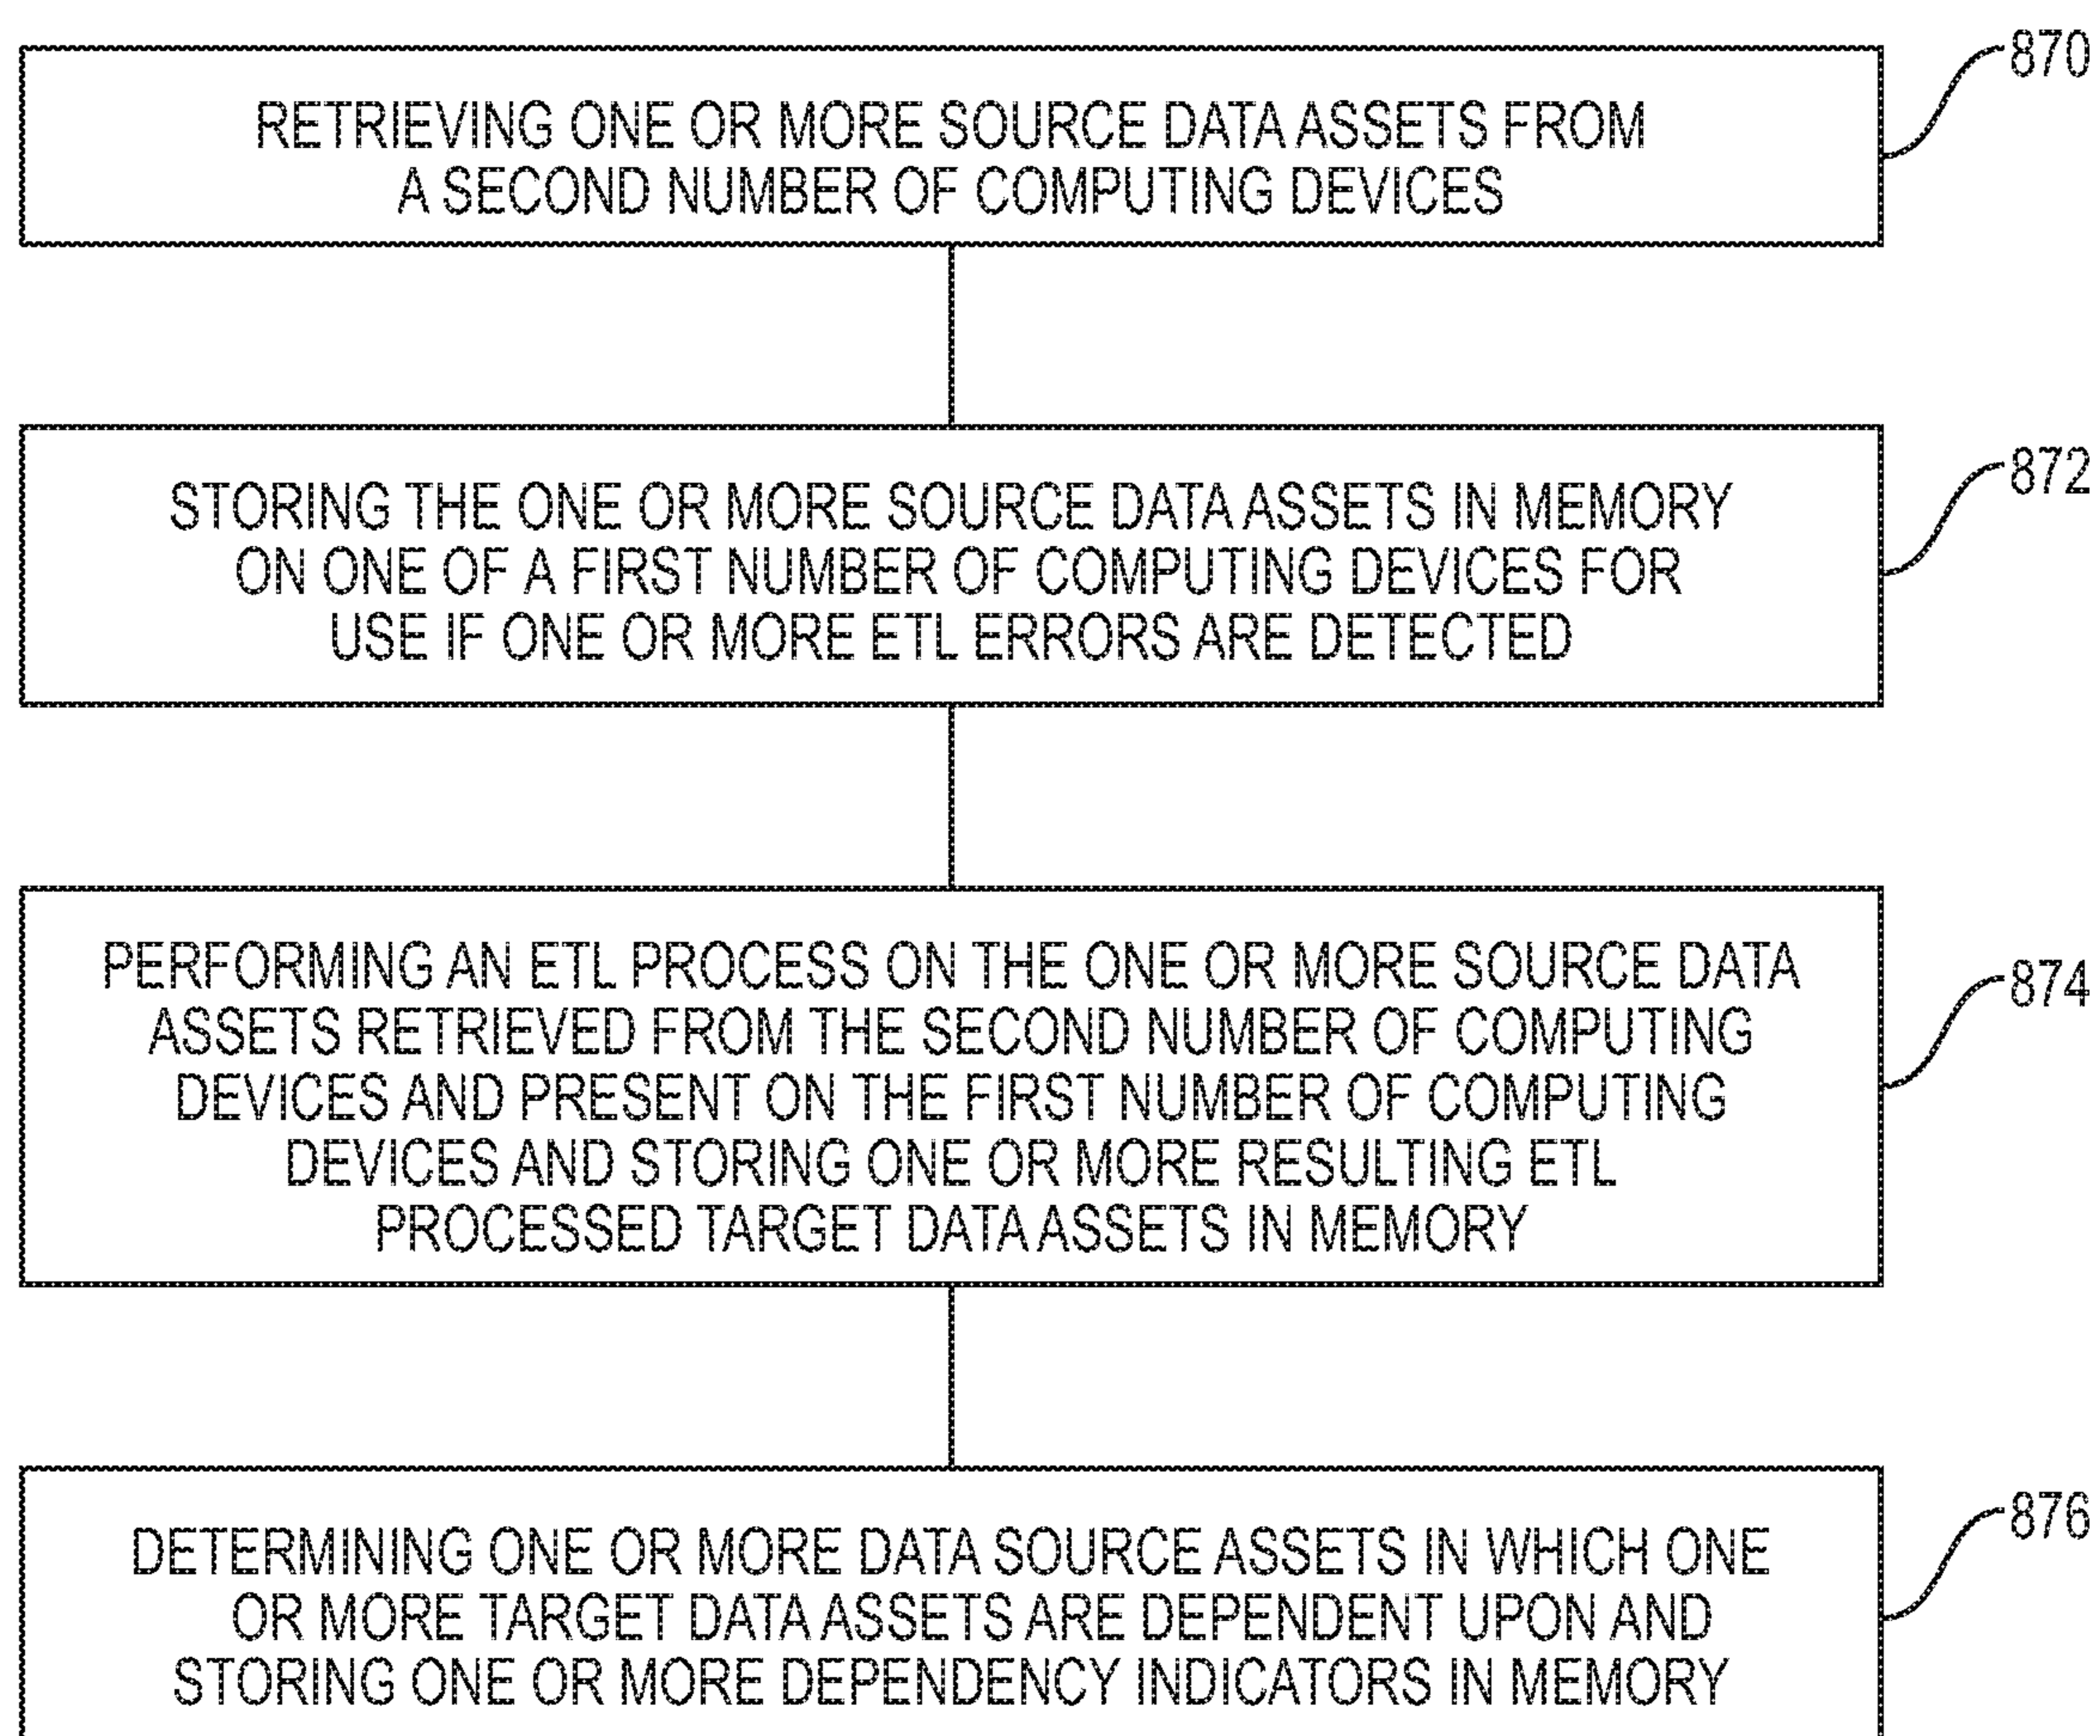 870
RETRIEVING ONE OR MORE SOURCE DATA ASSETS FROM
A SECOND NUMBER OF COMPUTING DEVICES
872
STORING THE ONE OR MORE SOURCE DATA ASSETS IN MEMORY
ON ONE OF A FIRST NUMBER OF COMPUTING DEVICES FOR
USE IF ONE OR MORE ETL ERRORS ARE DETECTED
874
PERFORMING AN ETL PROCESS ON THE ONE OR MORE SOURCE DATA
ASSETS RETRIEVED FROM THE SECOND NUMBER OF COMPUTING
DEVICES AND PRESENT ON THE FIRST NUMBER OF COMPUTING
DEVICES AND STORING ONE OR MORE RESULTING ETL
PROCESSED TARGET DATA ASSETS IN MEMORY
876
DETERMINING ONE OR MORE DATA SOURCE ASSETS IN WHICH ONE
OR MORE TARGET DATA ASSETS ARE DEPENDENT UPON AND
STORING ONE OR MORE DEPENDENCY INDICATORS IN MEMORY